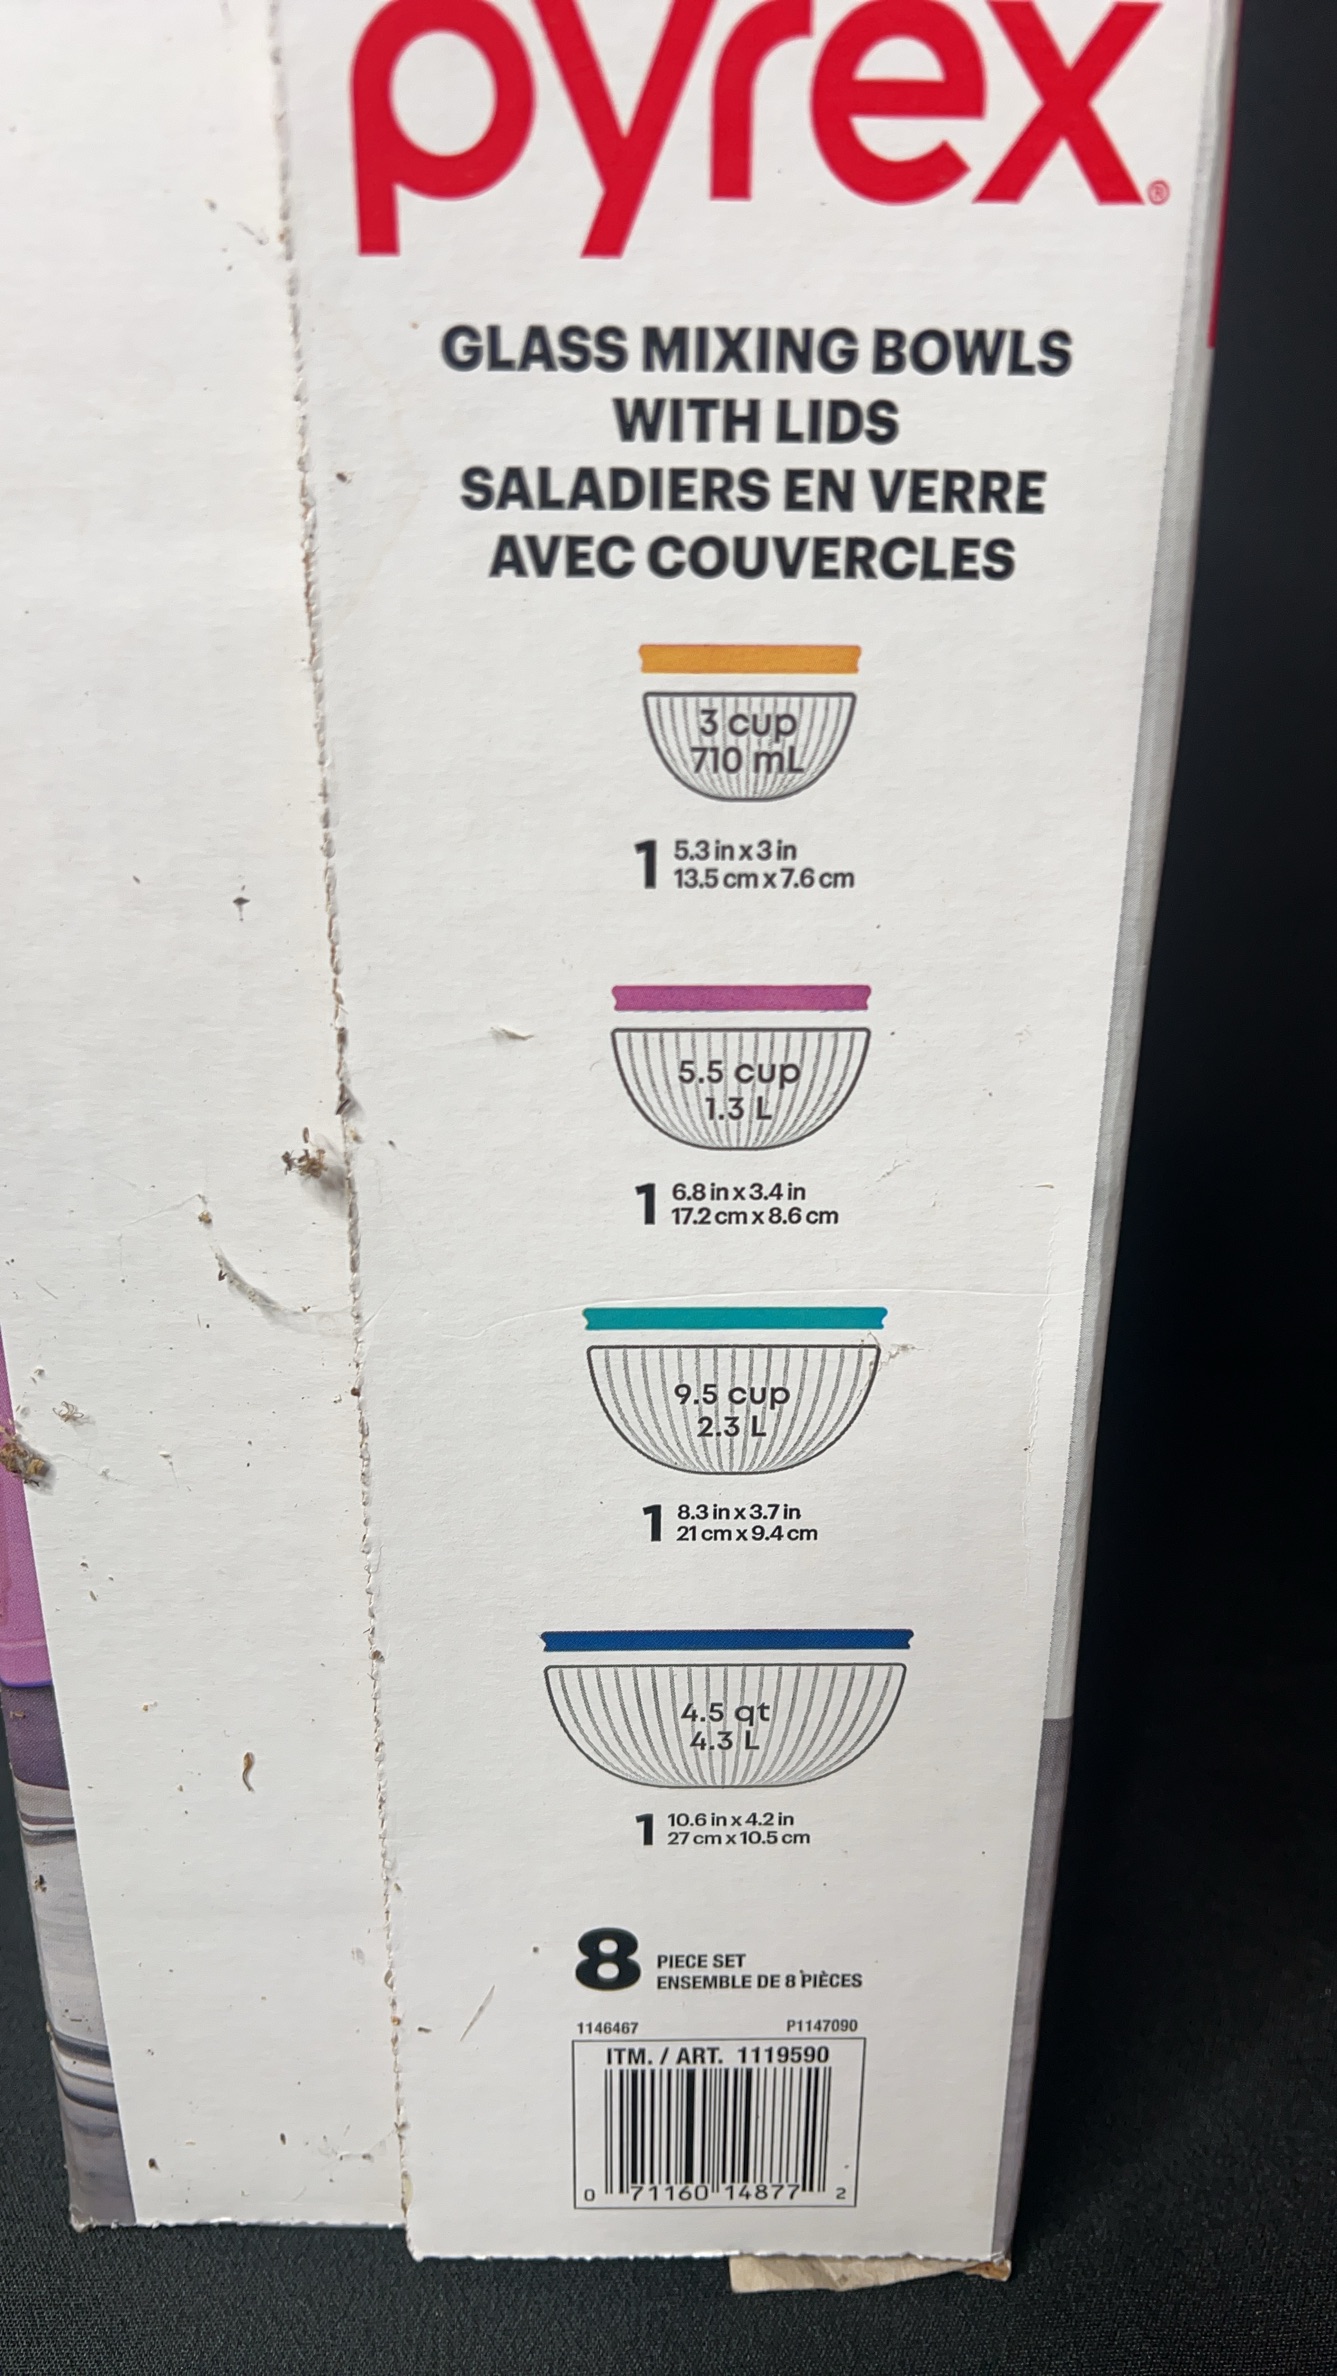 pyrex®
GLASS MIXING BOWLS
WITH LIDS
SALADIERS EN VERRE
AVEC COUVERCLES
3 cup
710 mL
1 5.3 in x 3 in
13.5 cm x 7.6 cm
5.5 cup
1.3 L
1 6.8 in x 3.4 in
17.2 cm x 8.6 cm
9.5 cup
2.3 L
1 8.3 in x 3.7 in
21 cm x 9.4 cm
4.5 qt
4.3 L
1 10.6 in x 4.2 in
27 cm x 10.5 cm
8 PIECE SET
ENSEMBLE DE 8 PIÈCES
1146467 P1147090
ITM. / ART. 1119590
0 71160 14877 2